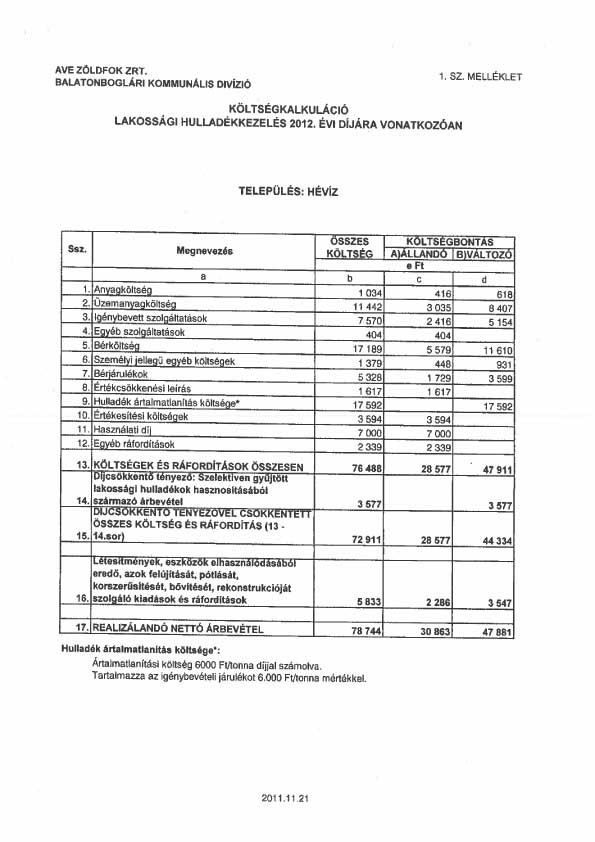 AVE ZÖLDFOK ZRT.
BALATONBOGLÁRI KOMMUNÁLIS DIVÍZIÓ
1. SZ. MELLÉKLET
KÖLTSÉGKALKULÁCIÓ
LAKOSSÁGI HULLADÉKKEZELÉS 2012. ÉVI DÍJÁRA VONATKOZÓAN
TELEPÜLÉS: HÉVÍZ
Ssz. Megnevezés ÖSSZES KÖLTSÉG KÖLTSÉGBONTÁS
A)ÁLLANDÓ B)VÁLTOZÓ
e Ft
a b c d
1. Anyagköltség 1 034 416 618
2. Üzemanyagköltség 11 442 3 035 8 407
3. Igénybevett szolgáltatások 7 570 2 416 5 154
4. Egyéb szolgáltatások 404 404
5. Bérköltség 17 189 5 579 11 610
6. Személyi jellegű egyéb költségek 1 379 448 931
7. Bérjárulékok 5 328 1 729 3 599
8. Értékcsökkenési leírás 1 617 1 617
9. Hulladék ártalmatlanítás költsége* 17 592 17 592
10. Értékesítési költségek 3 594 3 594
11. Használati díj 7 000 7 000
12. Egyéb ráfordítások 2 339 2 339
13. KÖLTSÉGEK ÉS RÁFORDÍTÁSOK ÖSSZESEN 76 488 28 577 47 911
Díjcsökkentő tényező: Szelektíven gyűjtött
lakossági hulladékok hasznosításából
14. származó árbevétel 3 577 3 577
DÍJCSÖKKENTŐ TÉNYEZŐVEL CSÖKKENTETT
ÖSSZES KÖLTSÉG ÉS RÁFORDÍTÁS (13 -
15. 14.sor) 72 911 28 577 44 334
Létesítmények, eszközök elhasználódásából
eredő, azok felújítását, pótlását,
korszerűsítését, bővítését, rekonstrukcióját
16. szolgáló kiadások és ráfordítások 5 833 2 286 3 547
17. REALIZÁLANDÓ NETTÓ ÁRBEVÉTEL 78 744 30 863 47 881
Hulladék ártalmatlanítás költsége*:
Ártalmatlanítási költség 6000 Ft/tonna díjjal számolva.
Tartalmazza az igénybevételi járulékot 6.000 Ft/tonna mértékkel.
2011.11.21